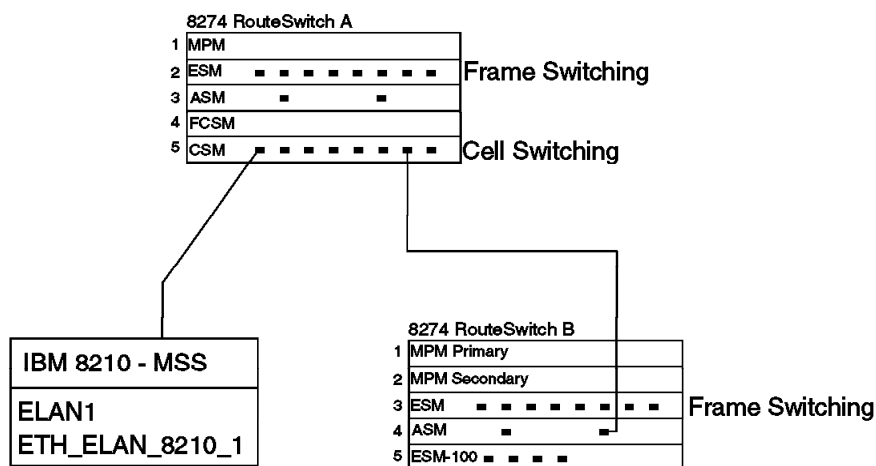 8274 RouteSwitch A
1 MPM
2 ESM Frame Switching
3 ASM
4 FCSM
5 CSM Cell Switching
IBM 8210 - MSS
ELAN1
ETH_ELAN_8210_1
8274 RouteSwitch B
1 MPM Primary
2 MPM Secondary
3 ESM Frame Switching
4 ASM
5 ESM-100